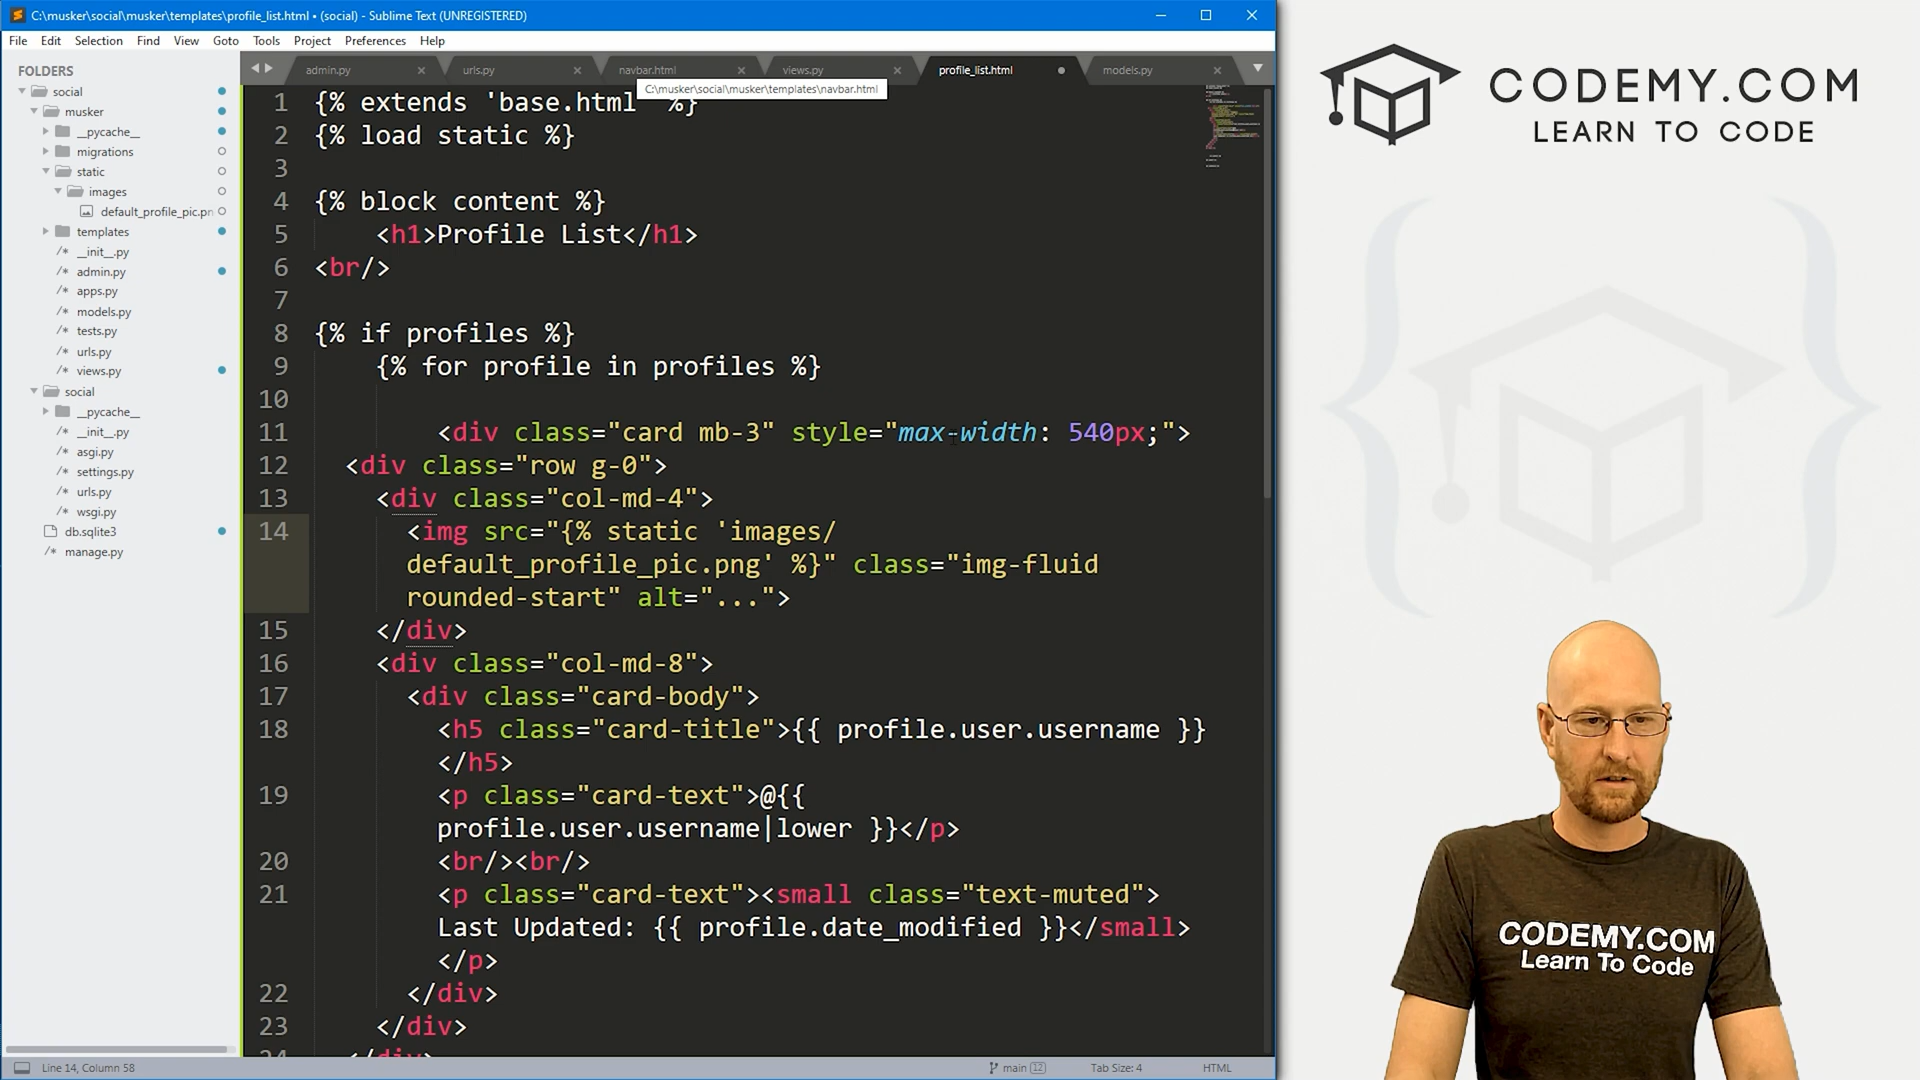 C:\musker\social\musker\templates\profile_list.html • (social) - Sublime Text (UNREGISTERED)
File Edit Selection Find View Goto Tools Project Preferences Help
FOLDERS
social
musker
__pycache__
migrations
static
images
default_profile_pic.pn
templates
__init__.py
admin.py
apps.py
models.py
tests.py
urls.py
views.py
social
__pycache__
__init__.py
asgi.py
settings.py
urls.py
wsgi.py
db.sqlite3
manage.py
admin.py urls.py navbar.html views.py profile_list.html models.py
C:\musker\social\musker\templates\navbar.html
1 {% extends 'base.html %}
2 {% load static %}
3
4 {% block content %}
5 <h1>Profile List</h1>
6 <br/>
7
8 {% if profiles %}
9 {% for profile in profiles %}
10
11 <div class="card mb-3" style="max-width: 540px;">
12 <div class="row g-0">
13 <div class="col-md-4">
14 <img src="{% static 'images/
default_profile_pic.png' %}" class="img-fluid
rounded-start" alt="...">
15 </div>
16 <div class="col-md-8">
17 <div class="card-body">
18 <h5 class="card-title">{{ profile.user.username }}
</h5>
19 <p class="card-text">@{{
profile.user.username|lower }}</p>
20 <br/><br/>
21 <p class="card-text"><small class="text-muted">
Last Updated: {{ profile.date_modified }}</small>
</p>
22 </div>
23 </div>
24 </div>
Line 14, Column 58
main 12
Tab Size: 4
HTML
CODEMY.COM
LEARN TO CODE
CODEMY.COM
Learn To Code